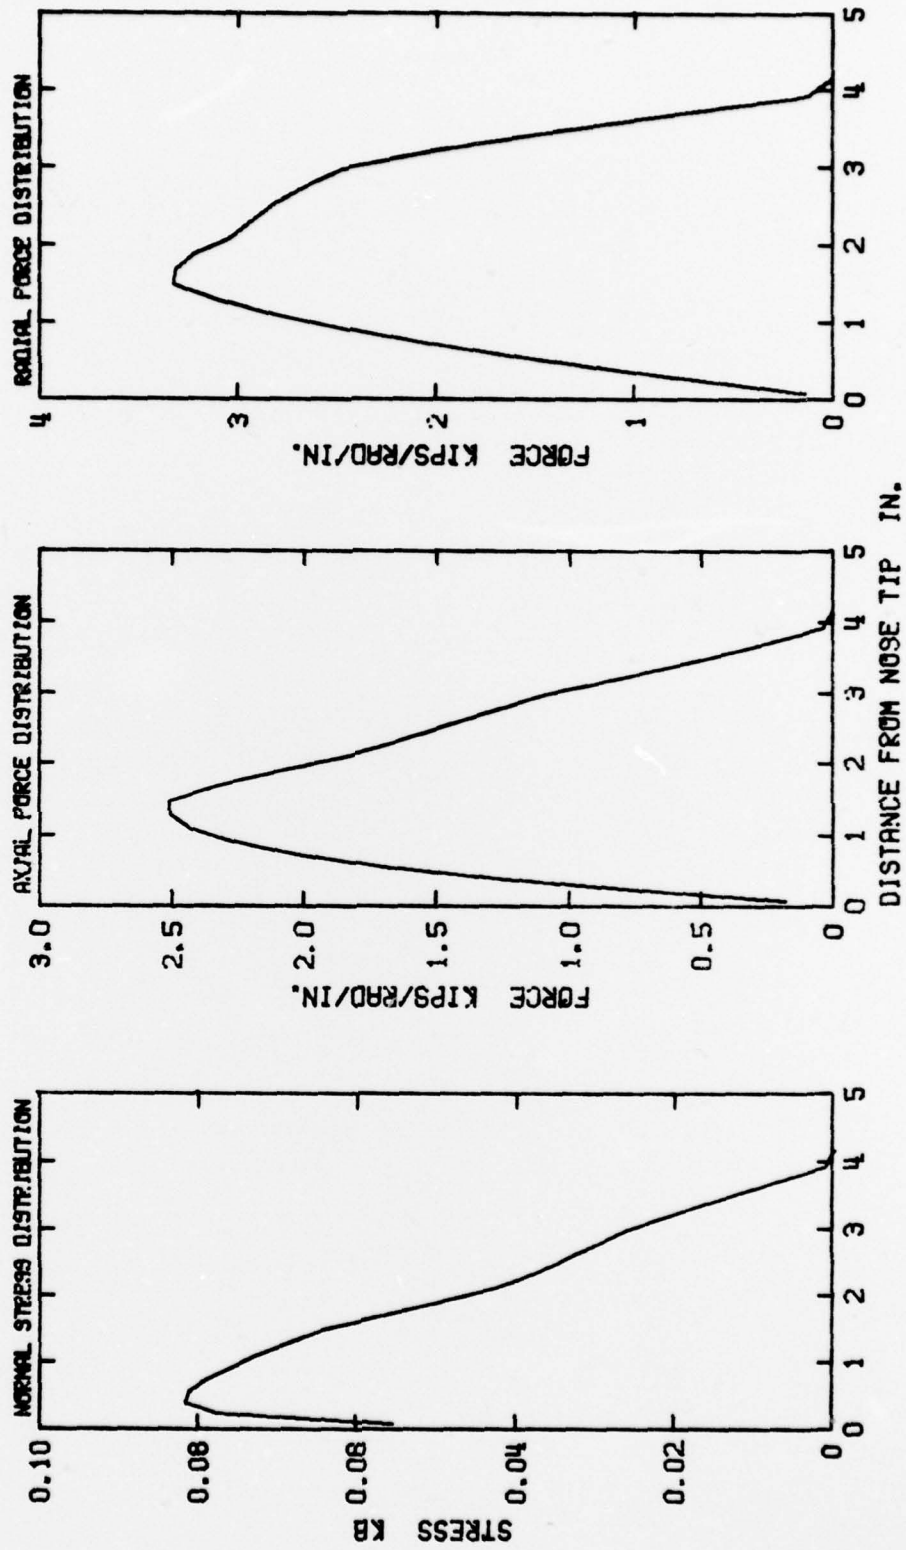 NORMAL STRESS DISTRIBUTION
0.10
0.08
0.06
0.04
0.02
0
STRESS KB
0 1 2 3 4 5
AXIAL FORCE DISTRIBUTION
3.0
2.5
2.0
1.5
1.0
0.5
0
FORCE KIPS/RAD/IN.
0 1 2 3 4 5
RADIAL FORCE DISTRIBUTION
4
3
2
1
0
FORCE KIPS/RAD/IN.
0 1 2 3 4 5
DISTANCE FROM NOSE TIP IN.